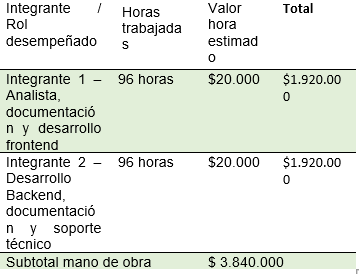 Integrante / Rol desempeñado
Horas trabajadas
Valor hora estimado
Total
Integrante 1 – Analista, documentación y desarrollo frontend
96 horas
$20.000
$1.920.000
Integrante 2 – Desarrollo Backend, documentación y soporte técnico
96 horas
$20.000
$1.920.000
Subtotal mano de obra
$ 3.840.000